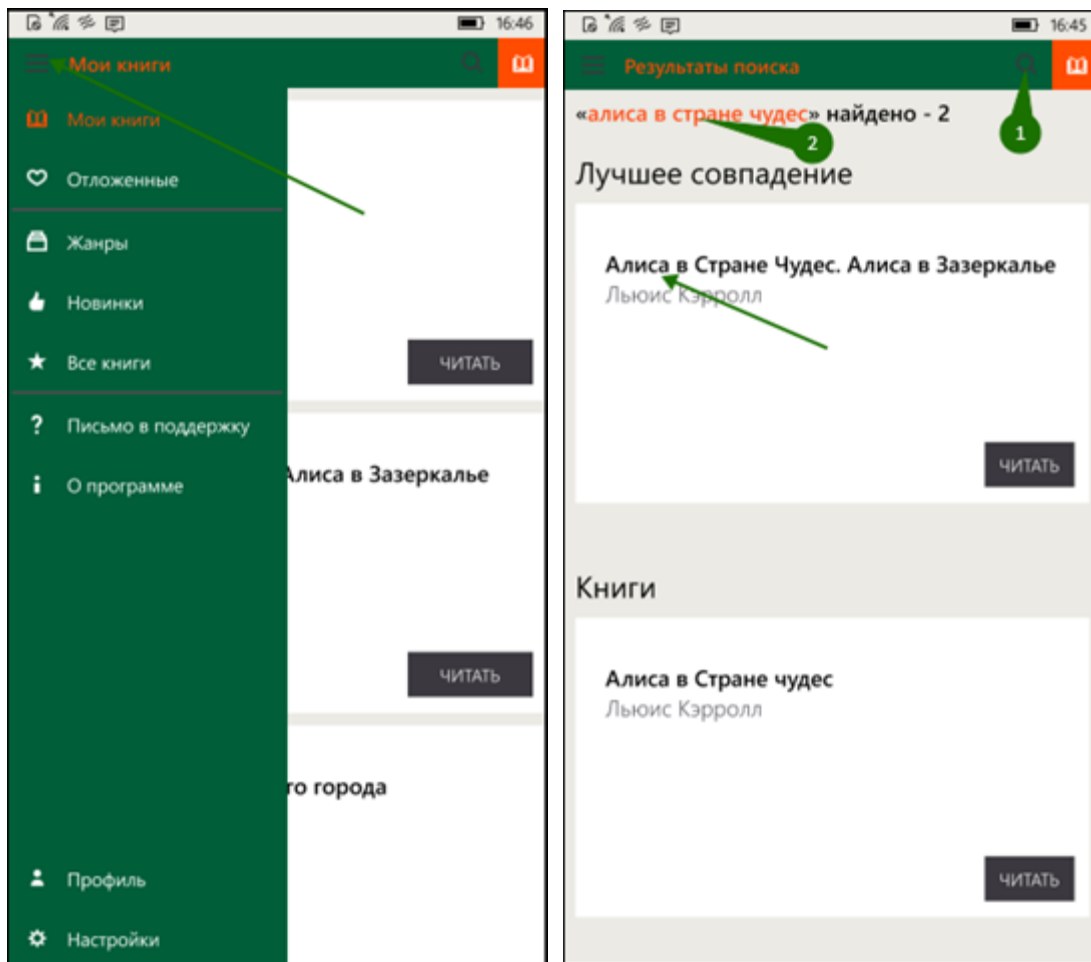 16:46
Мои книги
Мои книги
Отложенные
Жанры
Новинки
ЧИТАТЬ
Все книги
Письмо в поддержку
Алиса в Зазеркалье
О программе
ЧИТАТЬ
го города
Профиль
Настройки
16:45
Результаты поиска
«алиса в стране чудес» найдено - 2
1
2
Лучшее совпадение
Алиса в Стране Чудес. Алиса в Зазеркалье
Льюис Кэрролл
ЧИТАТЬ
Книги
Алиса в Стране чудес
Льюис Кэрролл
ЧИТАТЬ